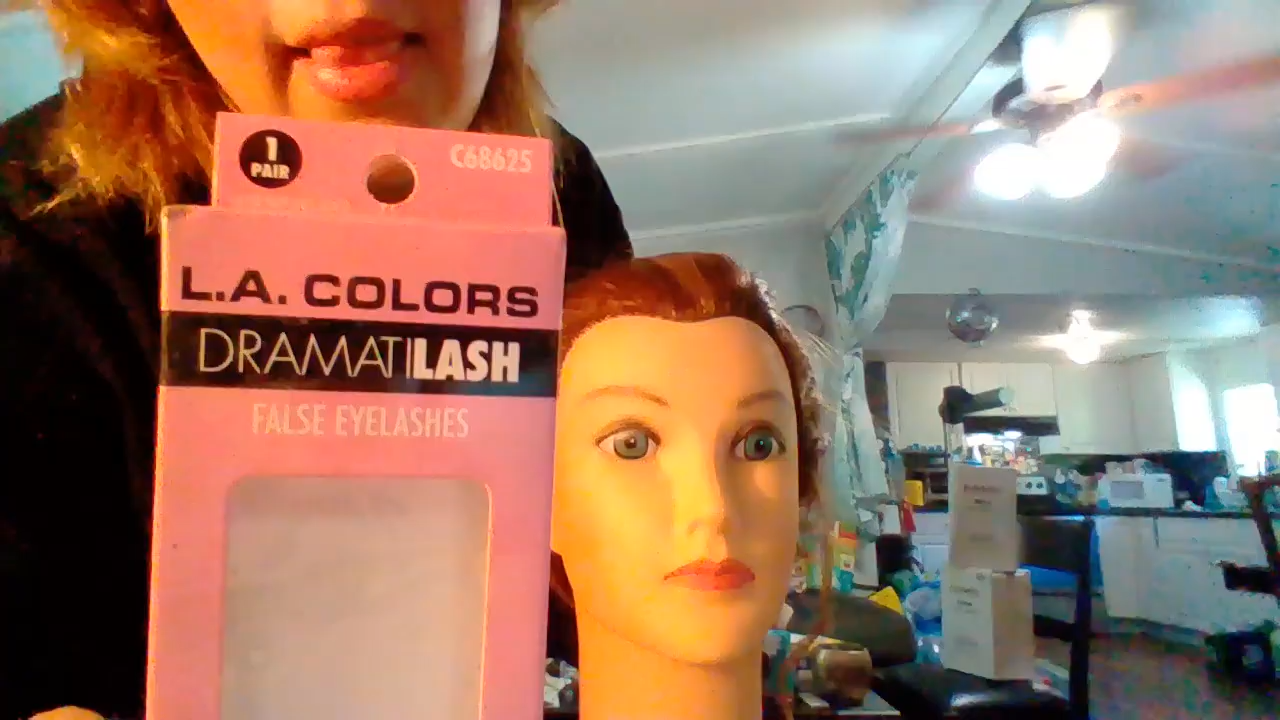 1
PAIR
C68625
L.A. COLORS
DRAMATILASH
FALSE EYELASHES